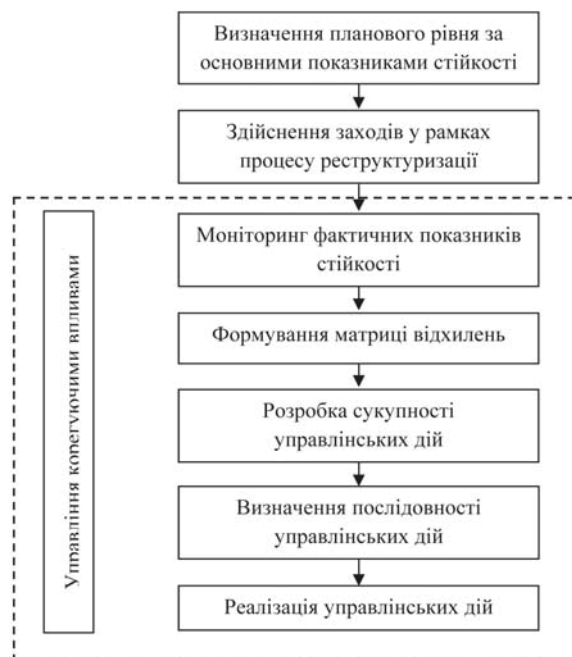 Визначення планового рівня за
основними показниками стійкості
Здійснення заходів у рамках
процесу реструктуризації
Управління корегуючими впливами
Моніторинг фактичних показників
стійкості
Формування матриці відхилень
Розробка сукупності
управлінських дій
Визначення послідовності
управлінських дій
Реалізація управлінських дій